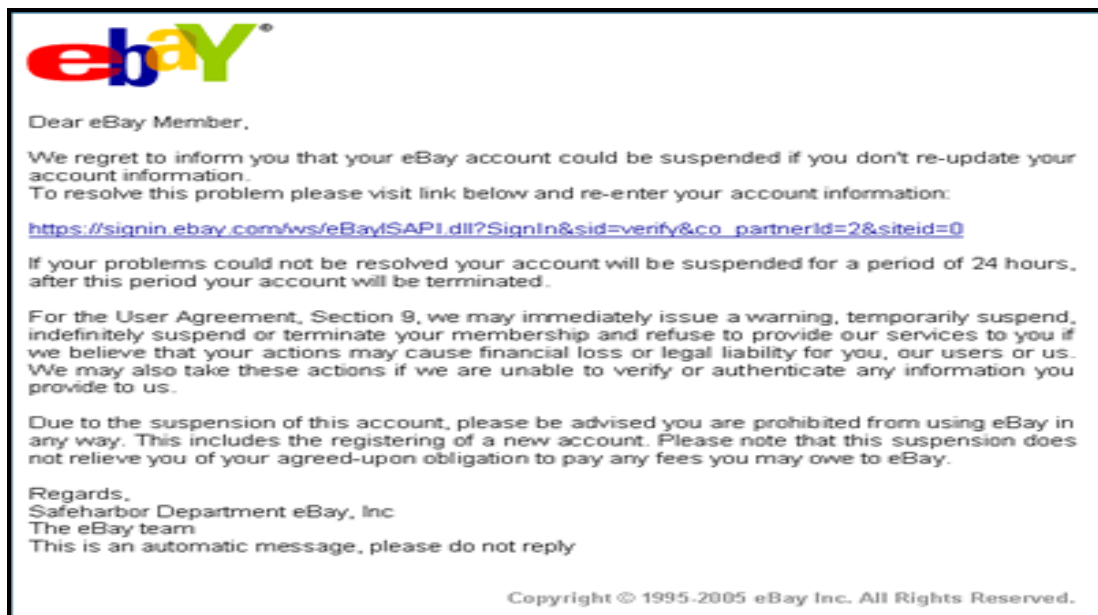 ebaY®
Dear eBay Member,
We regret to inform you that your eBay account could be suspended if you don't re-update your
account information.
To resolve this problem please visit link below and re-enter your account information:
https://signin.ebay.com/ws/eBayISAPI.dll?SignIn&sid=verify&co_partnerId=2&siteid=0
If your problems could not be resolved your account will be suspended for a period of 24 hours,
after this period your account will be terminated.
For the User Agreement, Section 9, we may immediately issue a warning, temporarily suspend,
indefinitely suspend or terminate your membership and refuse to provide our services to you if
we believe that your actions may cause financial loss or legal liability for you, our users or us.
We may also take these actions if we are unable to verify or authenticate any information you
provide to us.
Due to the suspension of this account, please be advised you are prohibited from using eBay in
any way. This includes the registering of a new account. Please note that this suspension does
not relieve you of your agreed-upon obligation to pay any fees you may owe to eBay.
Regards,
Safeharbor Department eBay, Inc
The eBay team
This is an automatic message, please do not reply
Copyright © 1995-2005 eBay Inc. All Rights Reserved.